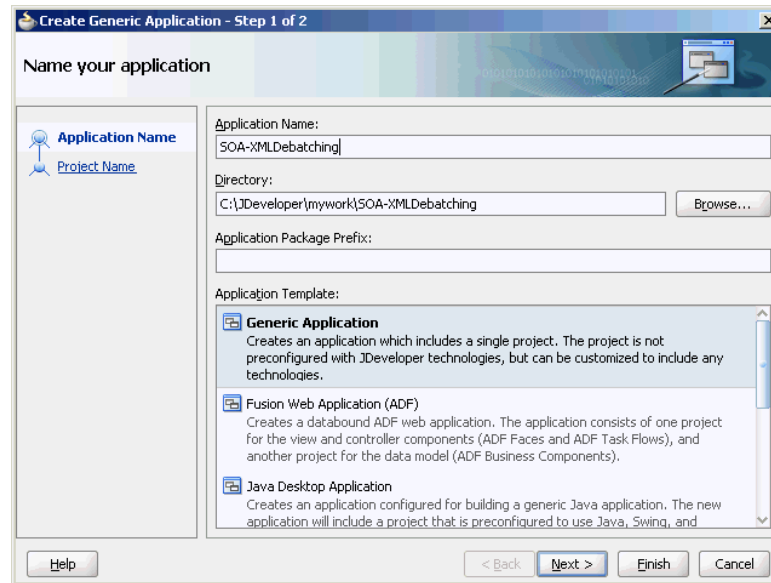 Create Generic Application - Step 1 of 2
Name your application
Application Name
Project Name
Application Name:
SOA-XMLDebatching
Directory:
C:\JDeveloper\mywork\SOA-XMLDebatching
Browse...
Application Package Prefix:
Application Template:
Generic Application
Creates an application which includes a single project. The project is not
preconfigured with JDeveloper technologies, but can be customized to include any
technologies.
Fusion Web Application (ADF)
Creates a databound ADF web application. The application consists of one project
for the view and controller components (ADF Faces and ADF Task Flows), and
another project for the data model (ADF Business Components).
Java Desktop Application
Creates an application configured for building a generic Java application. The new
application will include a project that is preconfigured to use Java, Swing, and
Help
< Back
Next >
Finish
Cancel